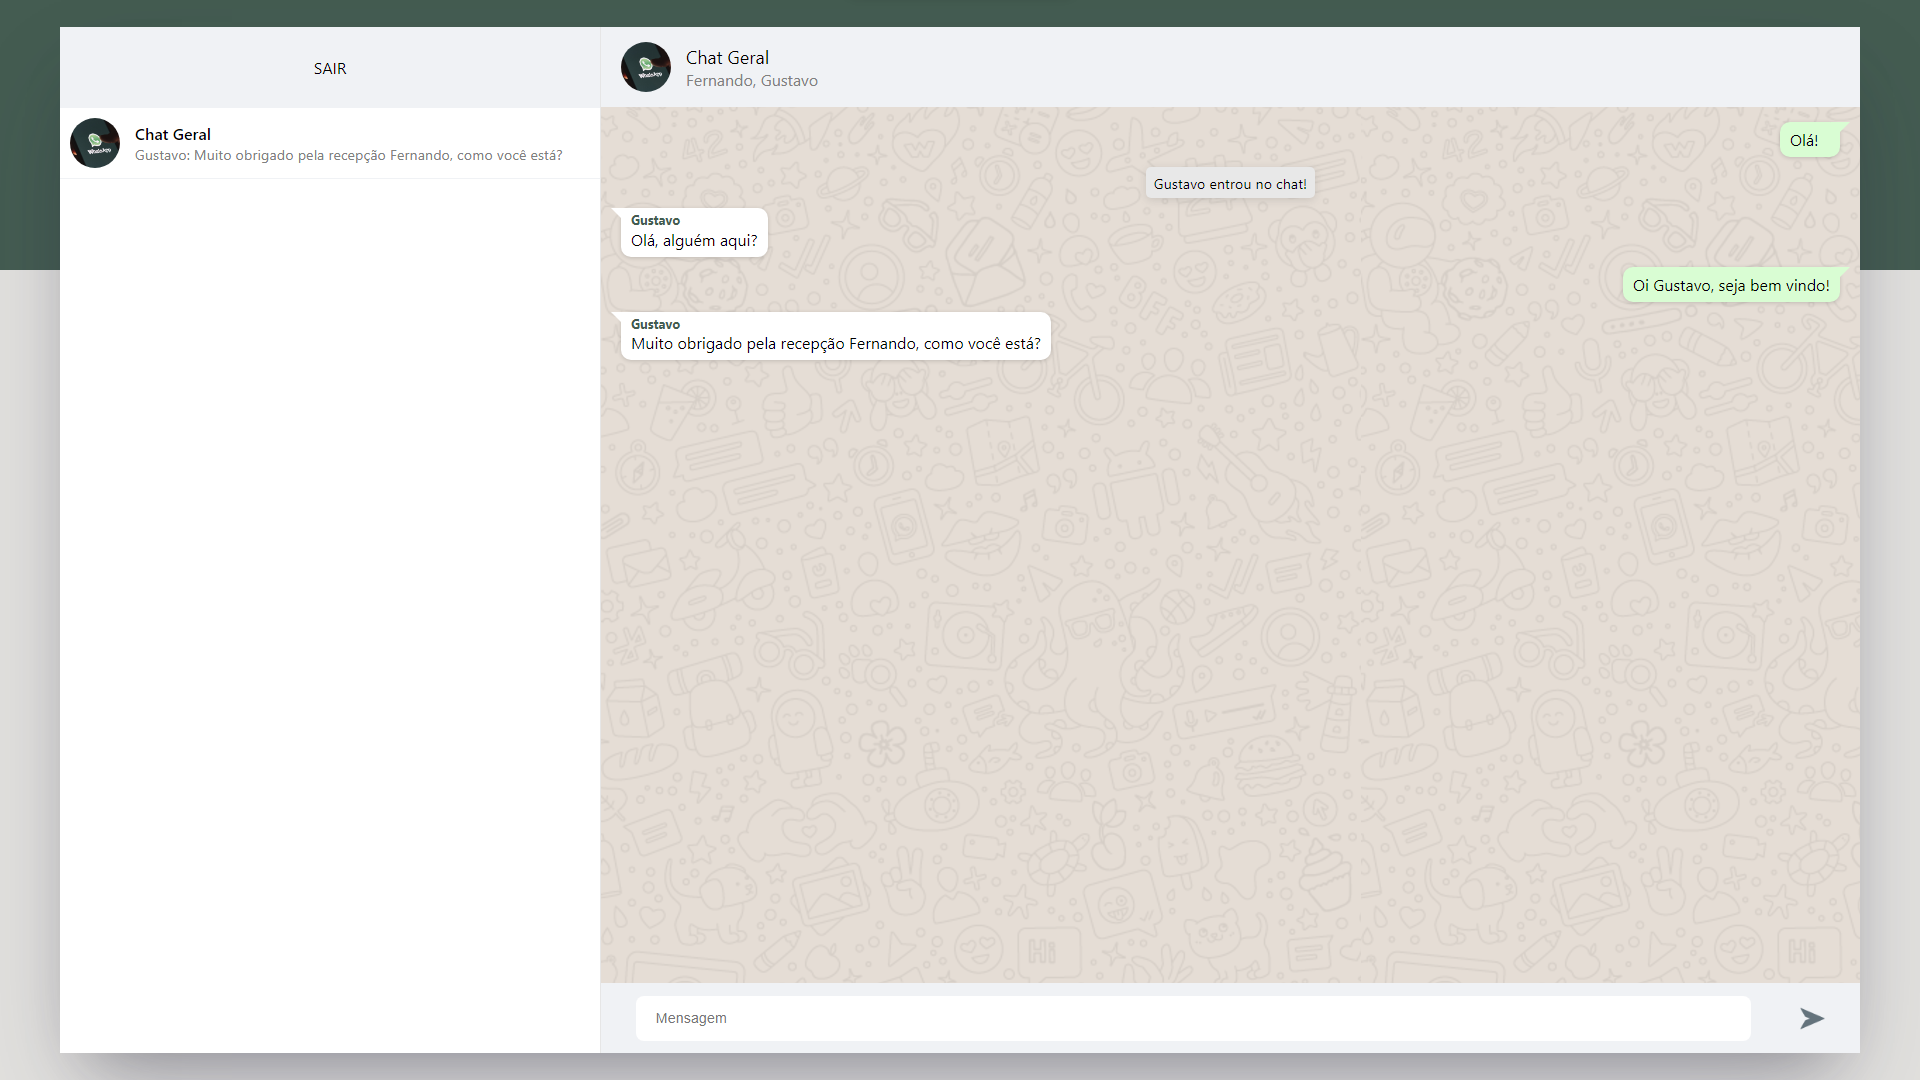 SAIR
Chat Geral
Gustavo: Muito obrigado pela recepção Fernando, como você está?
Chat Geral
Fernando, Gustavo
Olá!
Gustavo entrou no chat!
Gustavo
Olá, alguém aqui?
Oi Gustavo, seja bem vindo!
Gustavo
Muito obrigado pela recepção Fernando, como você está?
Hi
Hi
Mensagem